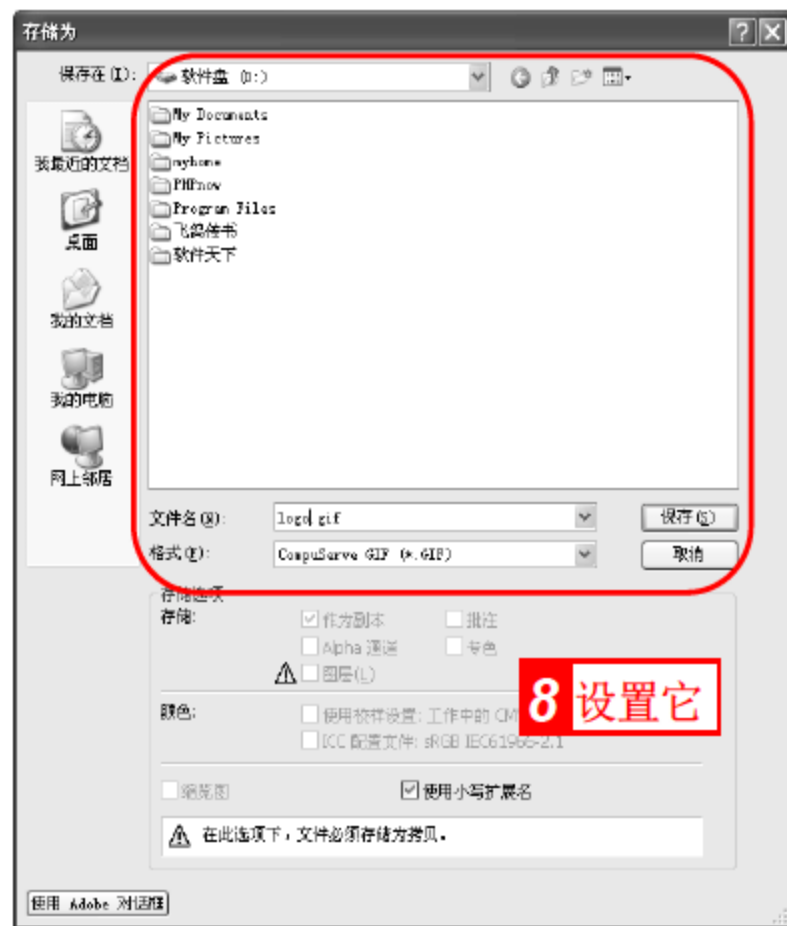 存储为
保存在(I):
软件盘 (D:)
我最近的文档
桌面
我的文档
我的电脑
网上邻居
My Documents
My Pictures
myhome
PHPnow
Program Files
飞鸽传书
软件天下
文件名(N):
logo.gif
保存(S)
格式(F):
CompuServe GIF (*.GIF)
取消
存储选项
存储:
作为副本
批注
Alpha 通道
专色
图层(L)
8 设置它
颜色:
使用校样设置: 工作中的 CM
ICC 配置文件: sRGB IEC61966-2.1
缩览图
使用小写扩展名
在此选项下，文件必须存储为拷贝。
使用 Adobe 对话框